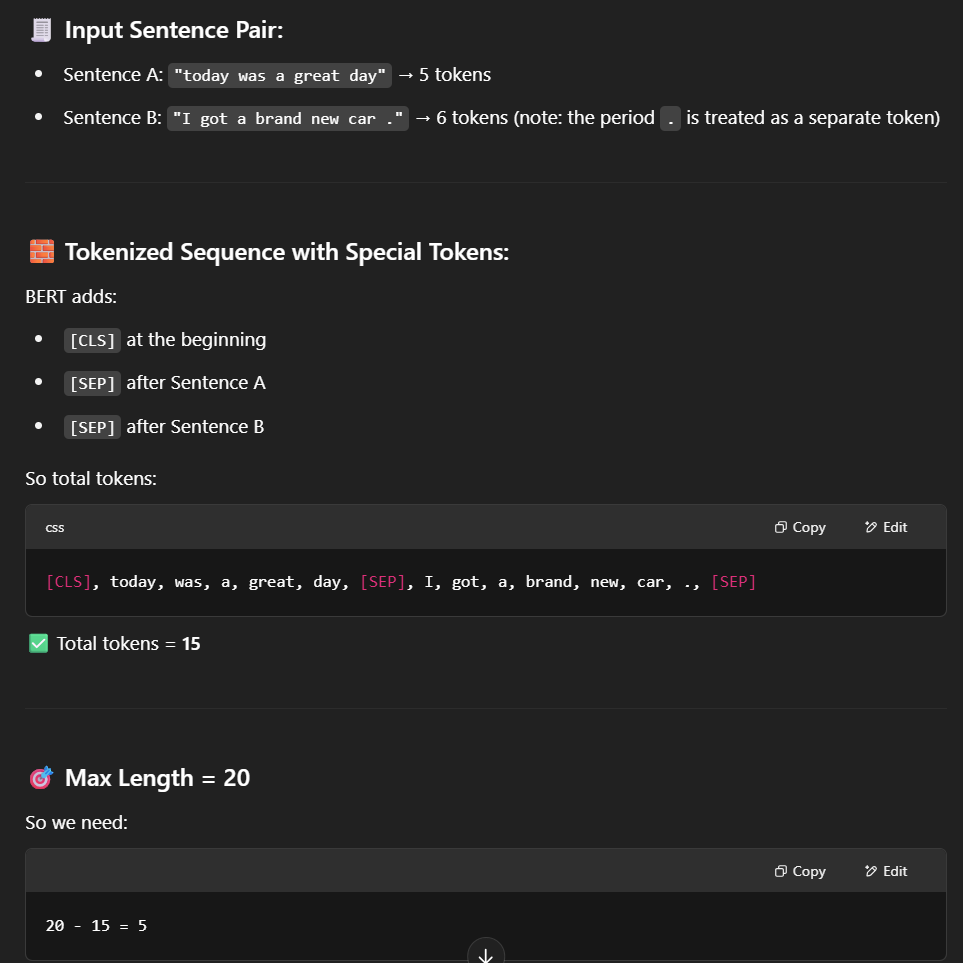 Input Sentence Pair:
Sentence A: "today was a great day" → 5 tokens
Sentence B: "I got a brand new car ." → 6 tokens (note: the period . is treated as a separate token)
Tokenized Sequence with Special Tokens:
BERT adds:
[CLS] at the beginning
[SEP] after Sentence A
[SEP] after Sentence B
So total tokens:
css Copy Edit
[CLS], today, was, a, great, day, [SEP], I, got, a, brand, new, car, ., [SEP]
Total tokens = 15
Max Length = 20
So we need:
Copy Edit
20 - 15 = 5